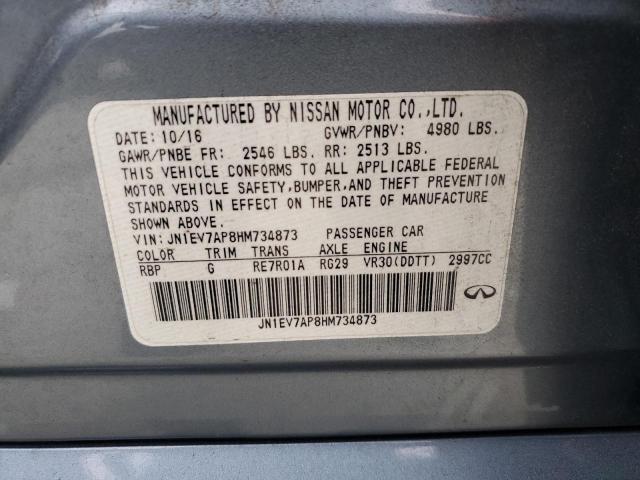 MANUFACTURED BY NISSAN MOTOR CO.,LTD.
DATE: 10/16 GVWR/PNBV: 4980 LBS.
GAWR/PNBE FR: 2546 LBS. RR: 2513 LBS.
THIS VEHICLE CONFORMS TO ALL APPLICABLE FEDERAL
MOTOR VEHICLE SAFETY,BUMPER,AND THEFT PREVENTION
STANDARDS IN EFFECT ON THE DATE OF MANUFACTURE
SHOWN ABOVE.
VIN: JN1EV7AP8HM734873 PASSENGER CAR
COLOR TRIM TRANS AXLE ENGINE
RBP G RE7R01A RG29 VR30(DDTT) 2997CC
JN1EV7AP8HM734873